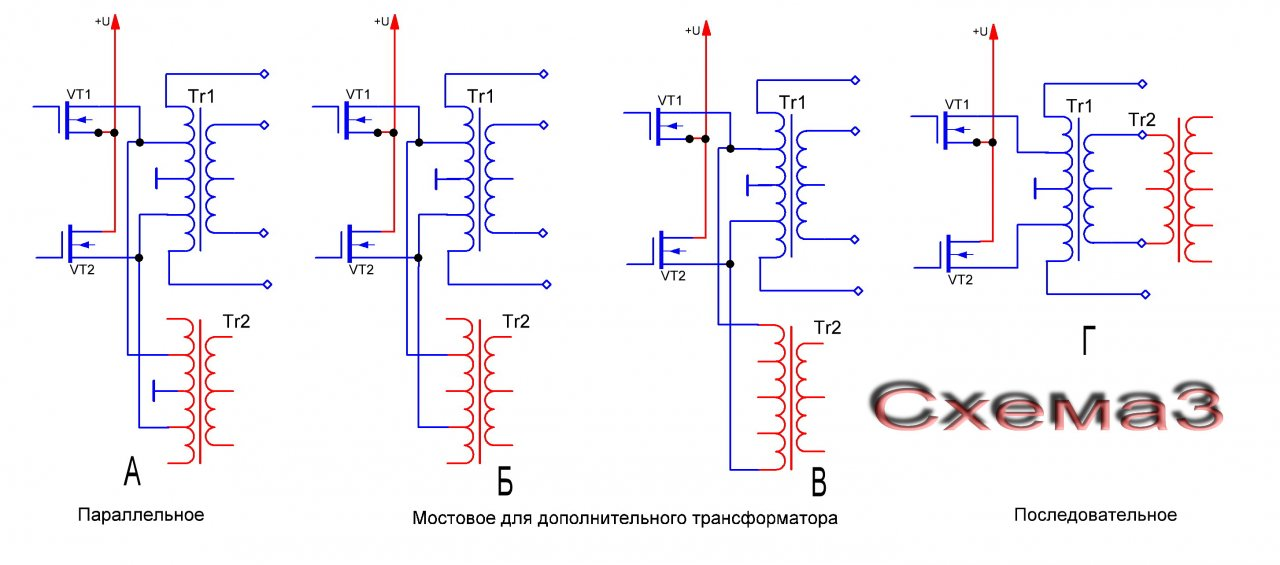 +U
+U
+U
+U
VT1
Tr1
VT1
Tr1
VT1
Tr1
VT1
Tr1
Tr2
VT2
VT2
VT2
VT2
Tr2
Tr2
Tr2
Г
Схема3
А
Б
В
Параллельное
Мостовое для дополнительного трансформатора
Последовательное